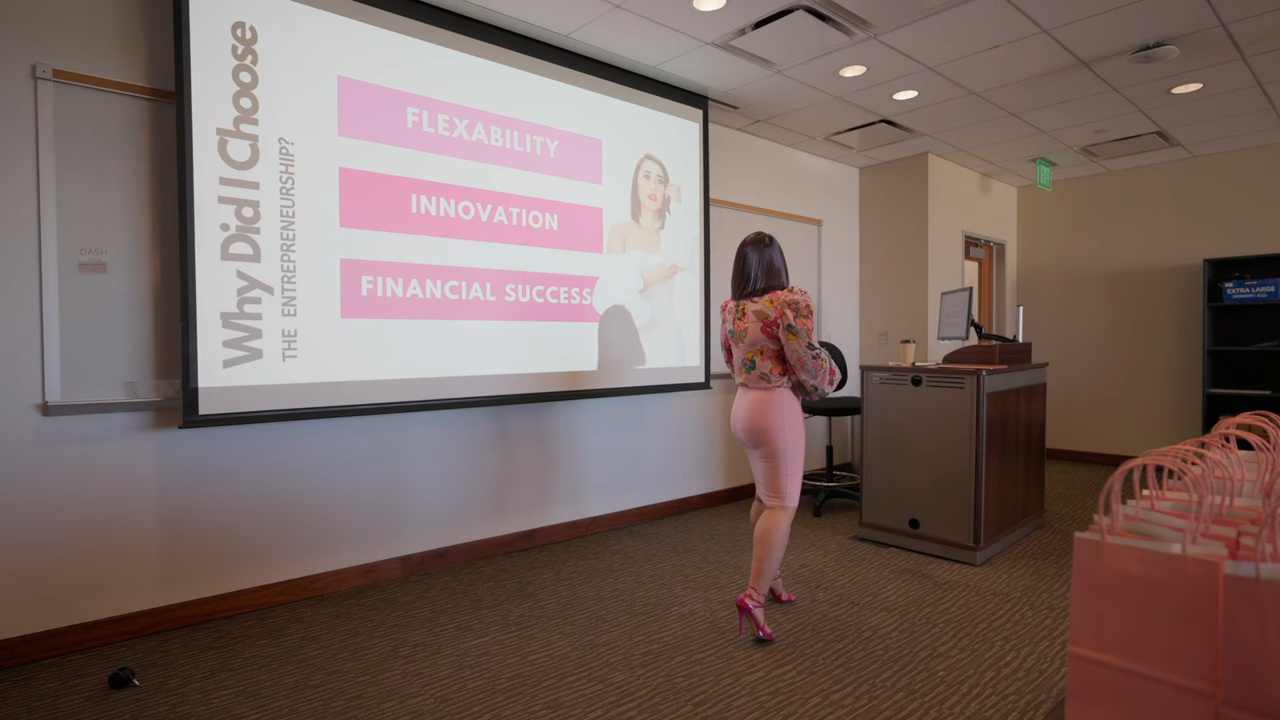 Why Did I Choose
THE ENTREPRENEURSHIP?
FLEXABILITY
INNOVATION
FINANCIAL SUCCESS
DASH
EXTRA LARGE